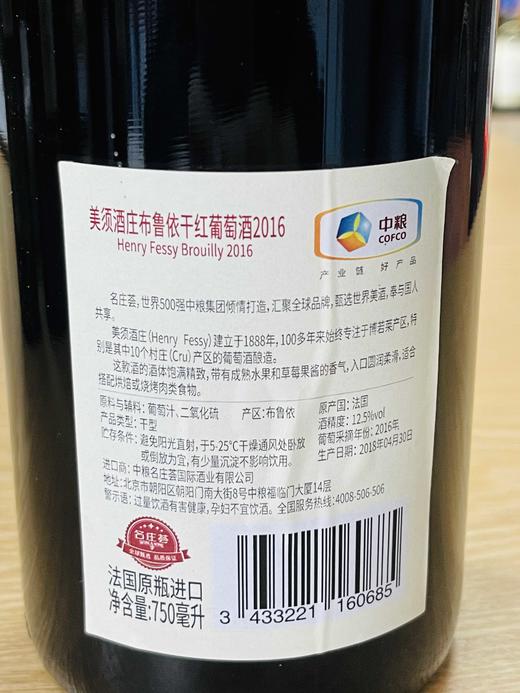 美须酒庄布鲁依干红葡萄酒2016
Henry Fessy Brouilly 2016
中粮
COFCO
产业链 好产品
名庄荟,世界500强中粮集团倾情打造,汇聚全球品牌,甄选世界美酒,奉与国人
共享。
美须酒庄(Henry Fessy)建立于1888年,100多年来始终专注于博若莱产区,特
别是其中10个村庄(Cru)产区的葡萄酒酿造。
这款酒的酒体饱满精致,带有成熟水果和草莓果酱的香气,入口圆润柔滑,适合
搭配烘焙或烧烤肉类食物。
原料与辅料:葡萄汁、二氧化硫 产区:布鲁依 原产国:法国
产品类型:干型 酒精度:12.5%vol
贮存条件:避免阳光直射,于5-25℃干燥通风处卧放 葡萄采摘年份:2016年
或倒放为宜,有少量沉淀不影响饮用。 生产日期:2018年04月30日
进口商:中粮名庄荟国际酒业有限公司
地址:北京市朝阳区朝阳门南大街8号中粮福临门大厦14层
警示语:过量饮酒有害健康,孕妇不宜饮酒。全国服务热线:4008-506-506
名庄荟
WINE
全球甄选 品质保证
法国原瓶进口
净含量:750毫升
3 433221 160685